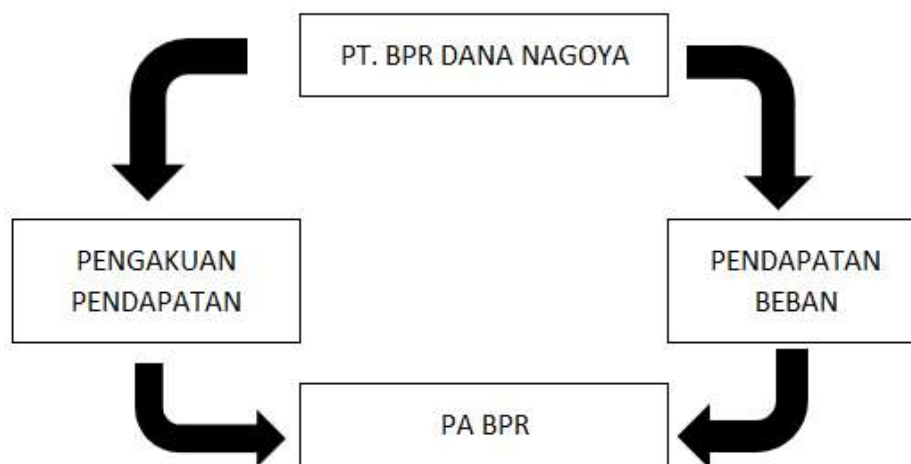 PT. BPR DANA NAGOYA
PENGAKUAN
PENDAPATAN
PENDAPATAN
BEBAN
PA BPR